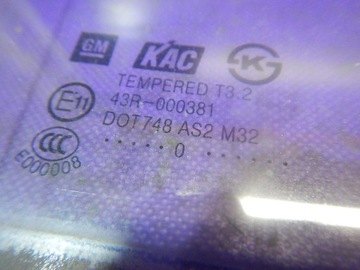 GM KAC K
TEMPERED T3.2
E11 43R-000381
DOT748 AS2 M32
CCC ..... 0 ......
E000008